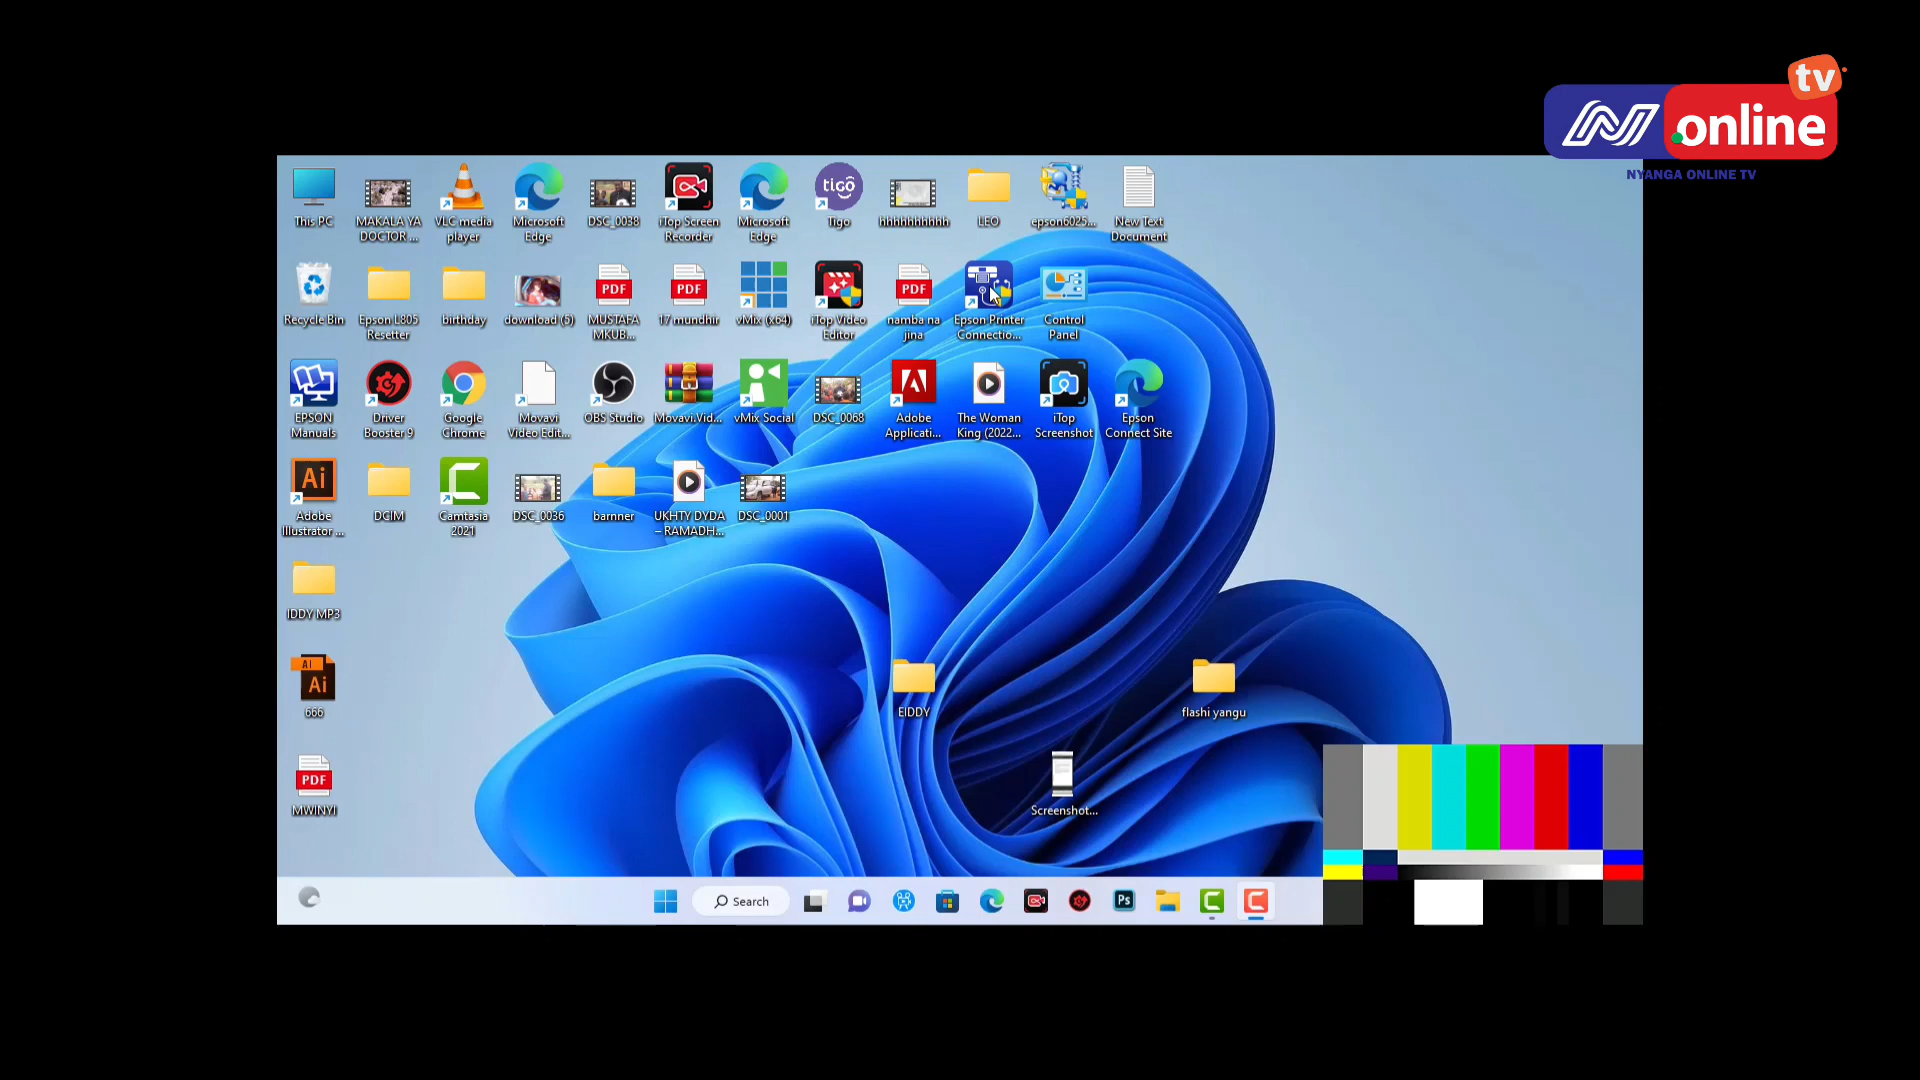 tv
N.online
NYANGA ONLINE TV
This PC
MAKALA YA
DOCTOR ...
VLC media
player
Microsoft
Edge
DSC_0038
iTop Screen
Recorder
Microsoft
Edge
tigo
Tigo
hhhhhhhhhh
LEO
epson6025...
New Text
Document
Recycle Bin
Epson L805
Resetter
birthday
download (5)
PDF
MUSTAFA
MKUB...
PDF
17 mundhir
vMix (x64)
iTop Video
Editor
PDF
namba na
jina
Epson Printer
Connectio...
Control
Panel
EPSON
Manuals
Driver
Booster 9
Google
Chrome
Movavi
Video Edit...
OBS Studio
Movavi.Vid...
vMix Social
DSC_0068
Adobe
Applicati...
The Woman
King (2022...
iTop
Screenshot
Epson
Connect Site
Ai
Adobe
Illustrator ...
DCIM
Camtasia
2021
DSC_0036
barnner
UKHTY DYDA
– RAMADH...
DSC_0001
IDDY MP3
AI
Ai
666
EIDDY
flashi yangu
PDF
MWINYI
Screenshot...
Search
Ps